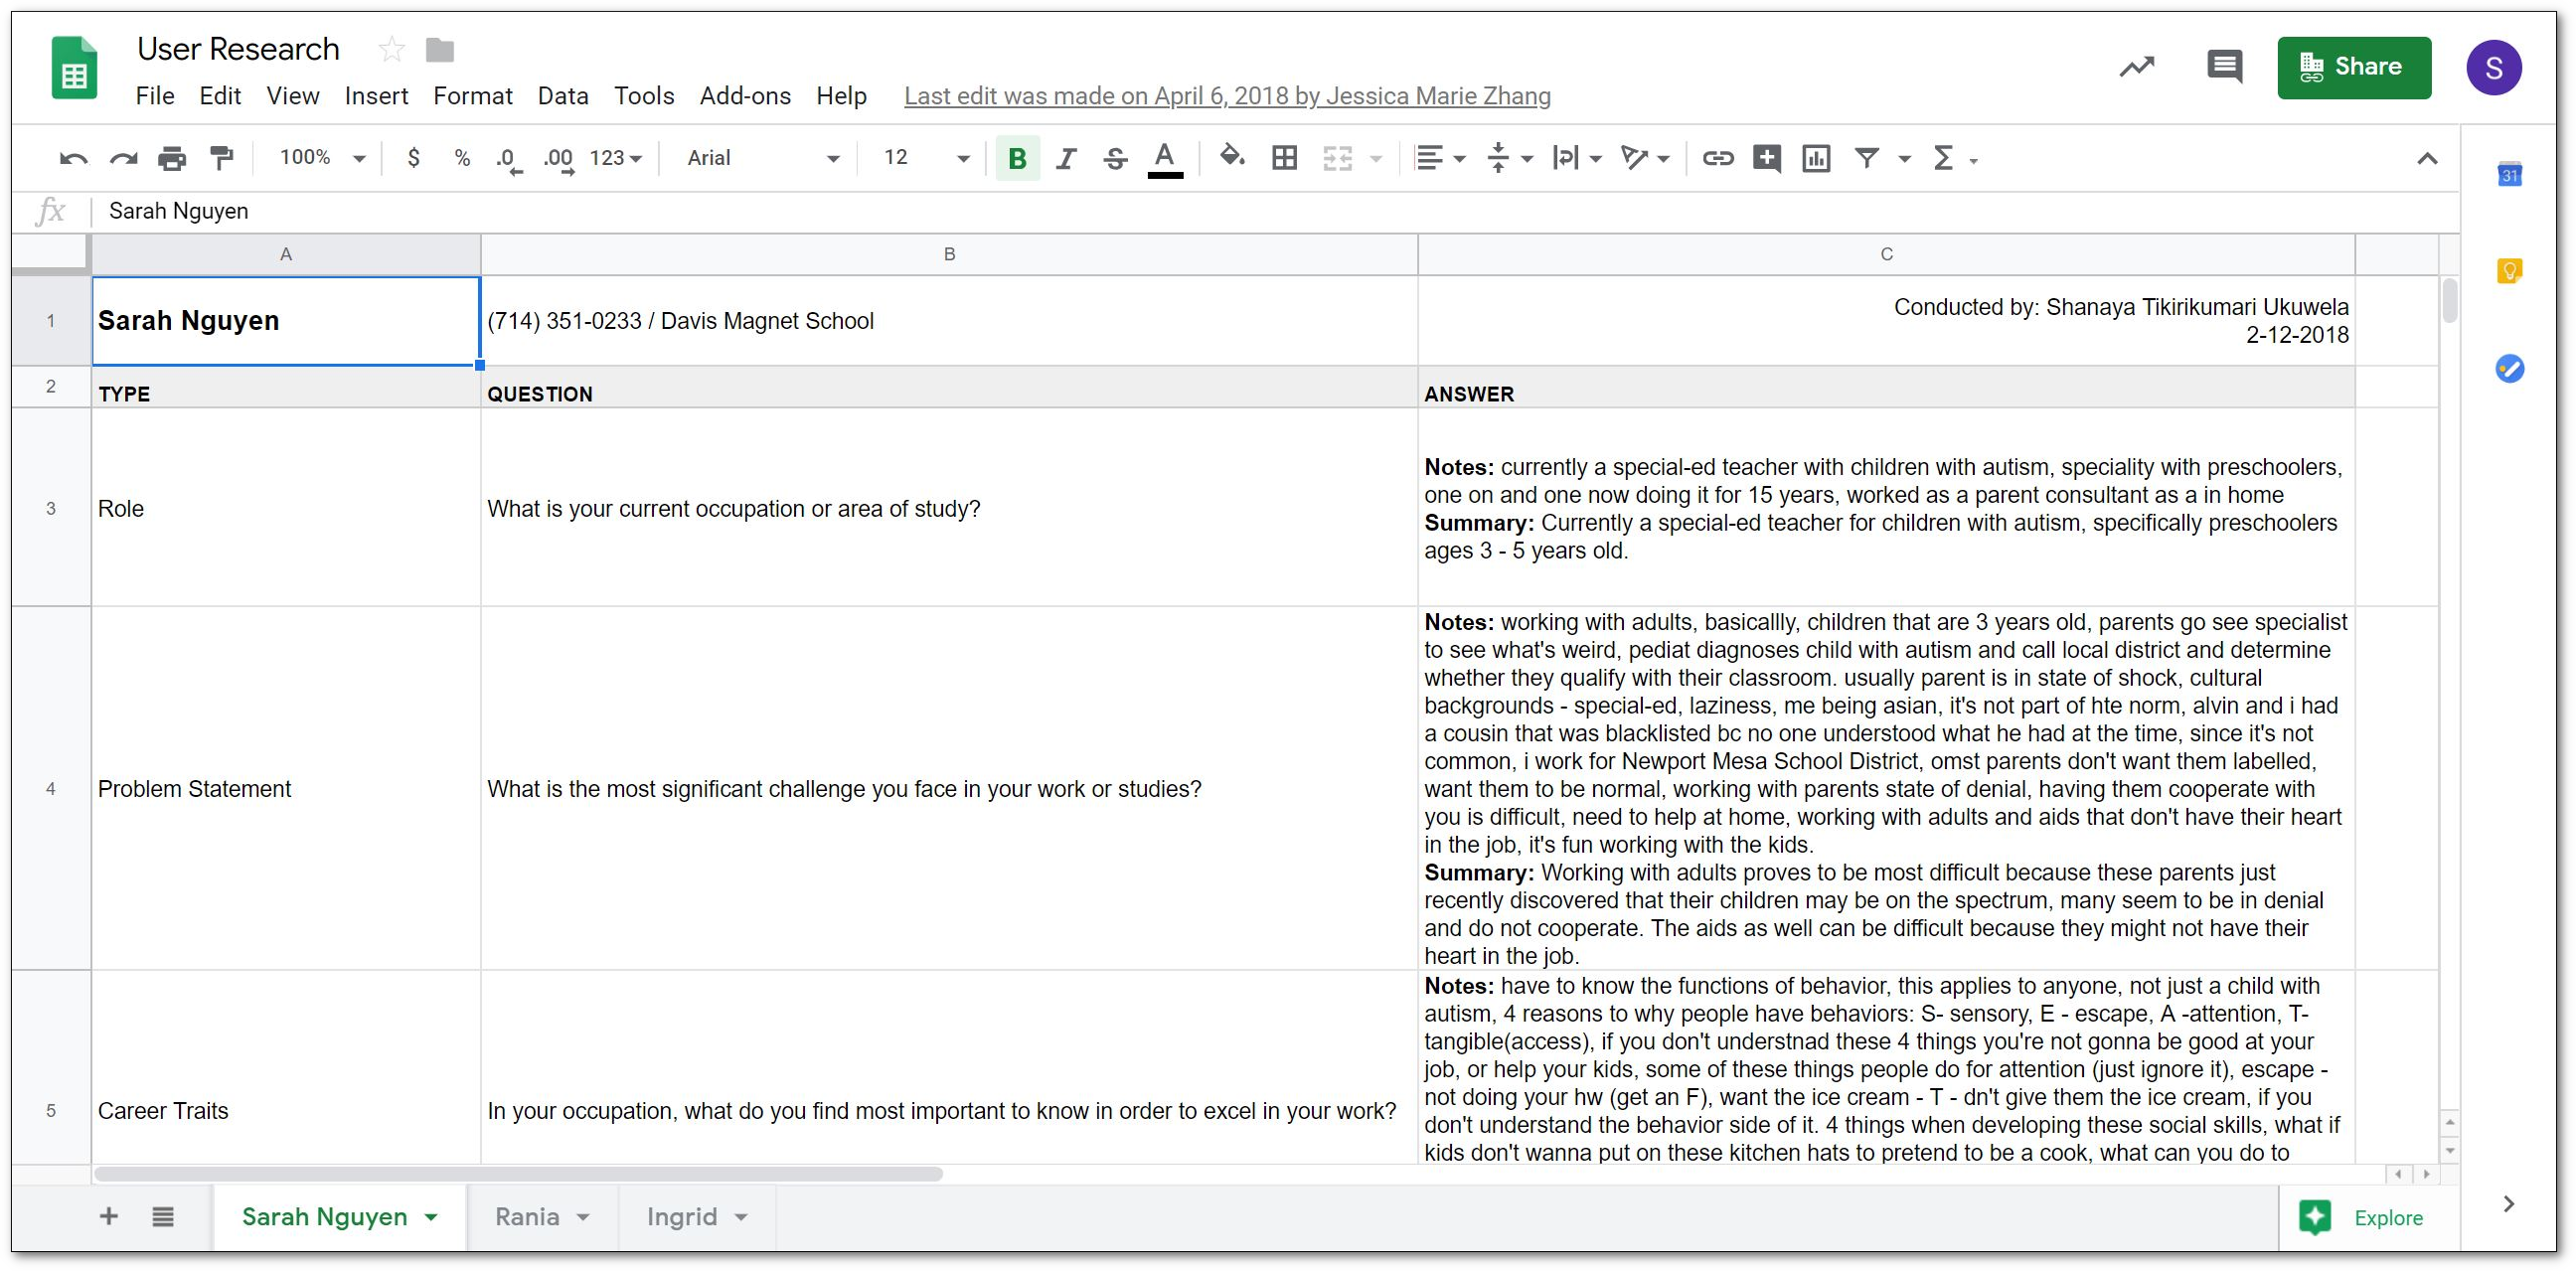 User Research
File Edit View Insert Format Data Tools Add-ons Help Last edit was made on April 6, 2018 by Jessica Marie Zhang
Share
S
100% $ % .0 .00 123 Arial 12 B I S A Σ
31
fx Sarah Nguyen
A B C
1 Sarah Nguyen (714) 351-0233 / Davis Magnet School
Conducted by: Shanaya Tikirikumari Ukuwela
2-12-2018
2 TYPE QUESTION ANSWER
3 Role What is your current occupation or area of study?
Notes: currently a special-ed teacher with children with autism, speciality with preschoolers,
one on and one now doing it for 15 years, worked as a parent consultant as a in home
Summary: Currently a special-ed teacher for children with autism, specifically preschoolers
ages 3 - 5 years old.
4 Problem Statement What is the most significant challenge you face in your work or studies?
Notes: working with adults, basicallly, children that are 3 years old, parents go see specialist
to see what's weird, pediat diagnoses child with autism and call local district and determine
whether they qualify with their classroom. usually parent is in state of shock, cultural
backgrounds - special-ed, laziness, me being asian, it's not part of hte norm, alvin and i had
a cousin that was blacklisted bc no one understood what he had at the time, since it's not
common, i work for Newport Mesa School District, omst parents don't want them labelled,
want them to be normal, working with parents state of denial, having them cooperate with
you is difficult, need to help at home, working with adults and aids that don't have their heart
in the job, it's fun working with the kids.
Summary: Working with adults proves to be most difficult because these parents just
recently discovered that their children may be on the spectrum, many seem to be in denial
and do not cooperate. The aids as well can be difficult because they might not have their
heart in the job.
5 Career Traits In your occupation, what do you find most important to know in order to excel in your work?
Notes: have to know the functions of behavior, this applies to anyone, not just a child with
autism, 4 reasons to why people have behaviors: S- sensory, E - escape, A -attention, T-
tangible(access), if you don't understnad these 4 things you're not gonna be good at your
job, or help your kids, some of these things people do for attention (just ignore it), escape -
not doing your hw (get an F), want the ice cream - T - dn't give them the ice cream, if you
don't understand the behavior side of it. 4 things when developing these social skills, what if
kids don't wanna put on these kitchen hats to pretend to be a cook, what can you do to
Sarah Nguyen Rania Ingrid
Explore